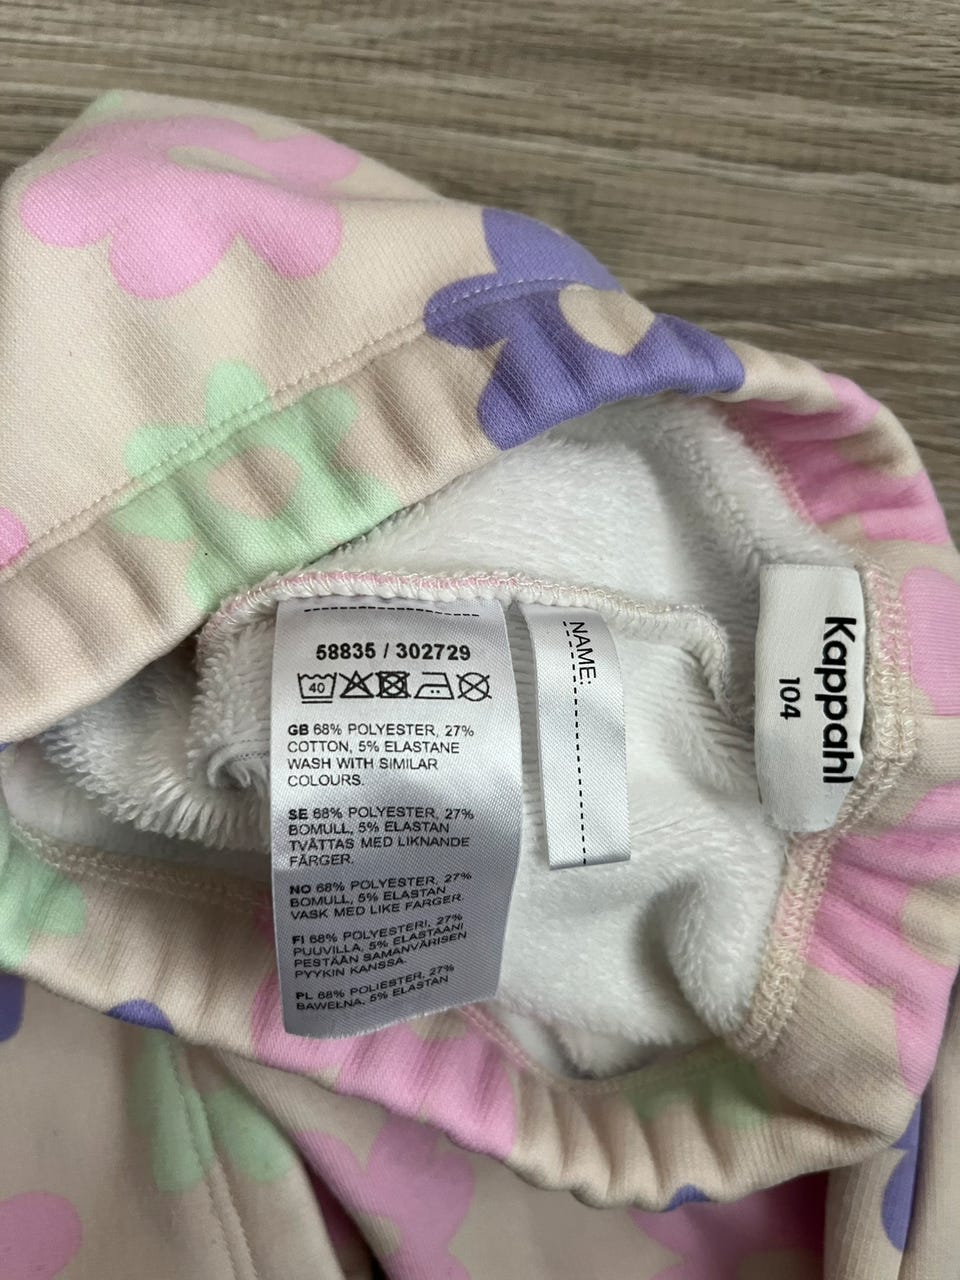 58835 / 302729
40
GB 68% POLYESTER, 27%
COTTON, 5% ELASTANE
WASH WITH SIMILAR
COLOURS.
SE 68% POLYESTER, 27%
BOMULL, 5% ELASTAN
TVÄTTAS MED LIKNANDE
FÄRGER.
NO 68% POLYESTER, 27%
BOMULL, 5% ELASTAN
VASK MED LIKE FARGER.
FI 68% POLYESTERI, 27%
PUUVILLA, 5% ELASTAANI
PESTÄÄN SAMANVÄRISEN
PYYKIN KANSSA.
PL 68% POLIESTER, 27%
BAWEŁNA, 5% ELASTAN
NAME:
Kappahl
104